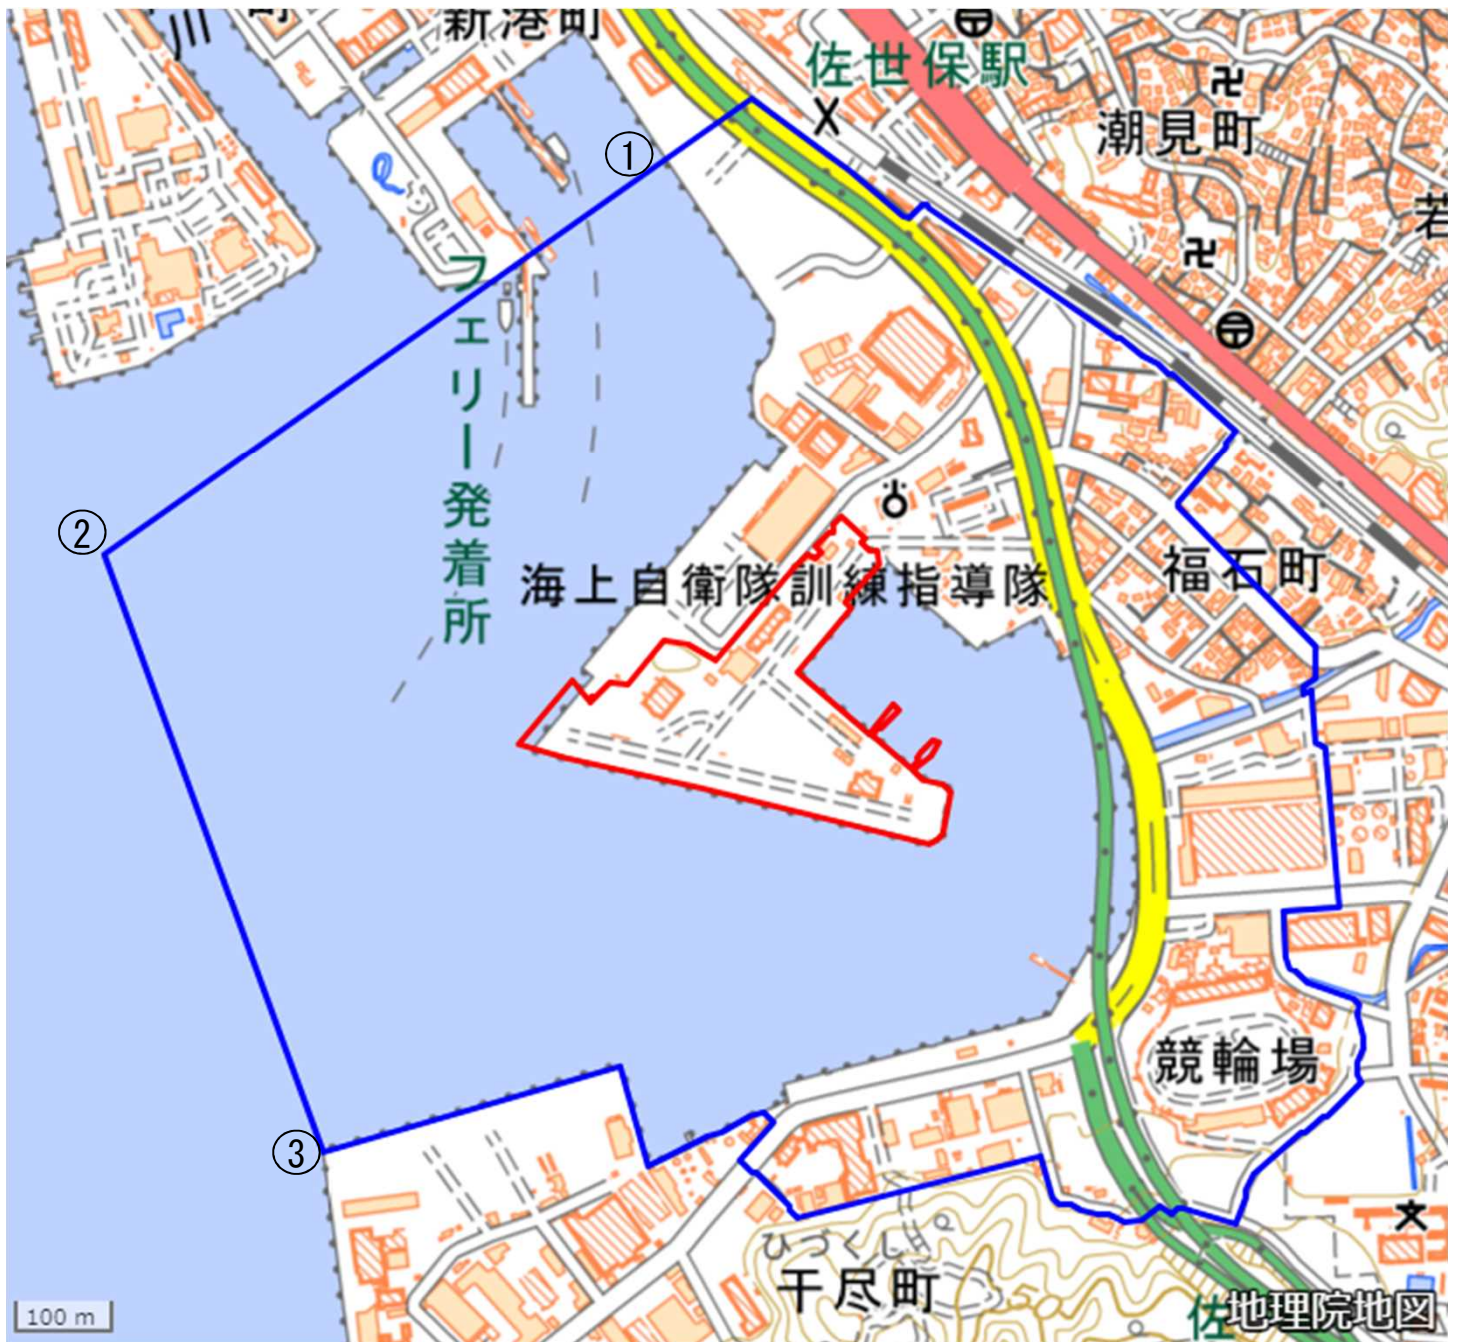 新港町
佐世保駅
潮見町
①
フェリー発着所
②
海上自衛隊訓練指導隊
福石町
競輪場
③
ひづくし
干尽町
100 m
佐
地理院地図